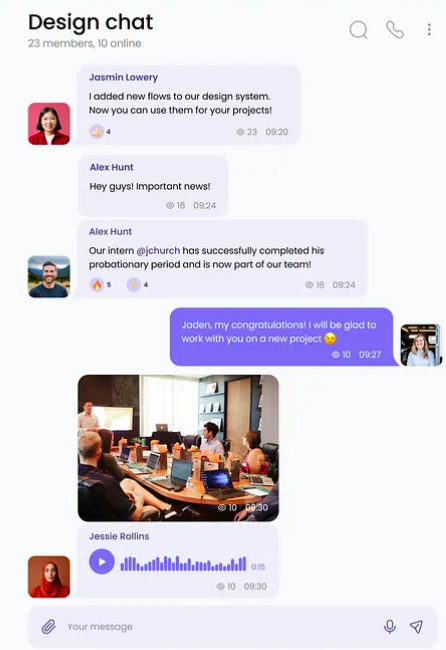 Design chat
23 members, 10 online
Jasmin Lowery
I added new flows to our design system.
Now you can use them for your projects!
4
23 09:20
Alex Hunt
Hey guys! Important news!
16 09:24
Alex Hunt
Our intern @jchurch has successfully completed his
probationary period and is now part of our team!
5 4
16 09:24
Jaden, my congratulations! I will be glad to
work with you on a new project 😉
10 09:27
10 09:30
Jessie Rollins
0:15
10 09:30
Your message